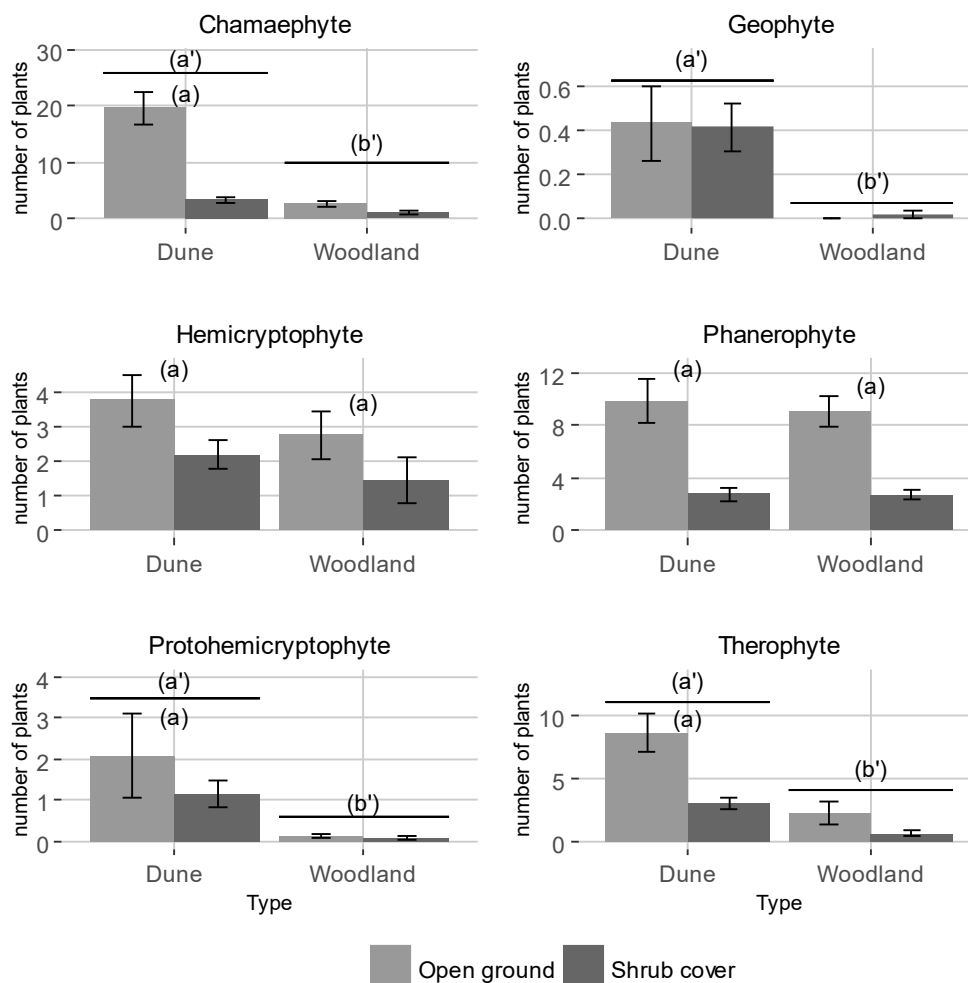 Chamaephyte
number of plants
30
20
10
0
(a')
(a)
(b')
Dune Woodland
Geophyte
number of plants
0.6
0.4
0.2
0.0
(a')
(b')
Dune Woodland
Hemicryptophyte
number of plants
4
3
2
1
0
(a)
(a)
Dune Woodland
Phanerophyte
number of plants
12
8
4
0
(a)
(a)
Dune Woodland
Protohemicryptophyte
number of plants
4
3
2
1
0
(a')
(a)
(b')
Dune Woodland
Type
Therophyte
number of plants
10
5
0
(a')
(a)
(b')
Dune Woodland
Type
Open ground Shrub cover